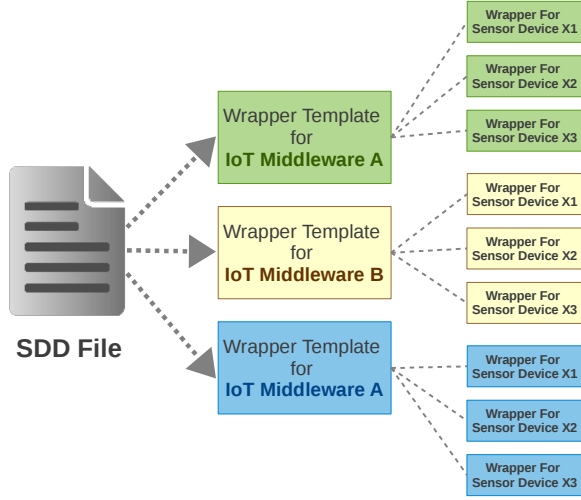 SDD File
Wrapper Template
for
IoT Middleware A
Wrapper For
Sensor Device X1
Wrapper For
Sensor Device X2
Wrapper For
Sensor Device X3
Wrapper Template
for
IoT Middleware B
Wrapper For
Sensor Device X1
Wrapper For
Sensor Device X2
Wrapper For
Sensor Device X3
Wrapper Template
for
IoT Middleware A
Wrapper For
Sensor Device X1
Wrapper For
Sensor Device X2
Wrapper For
Sensor Device X3